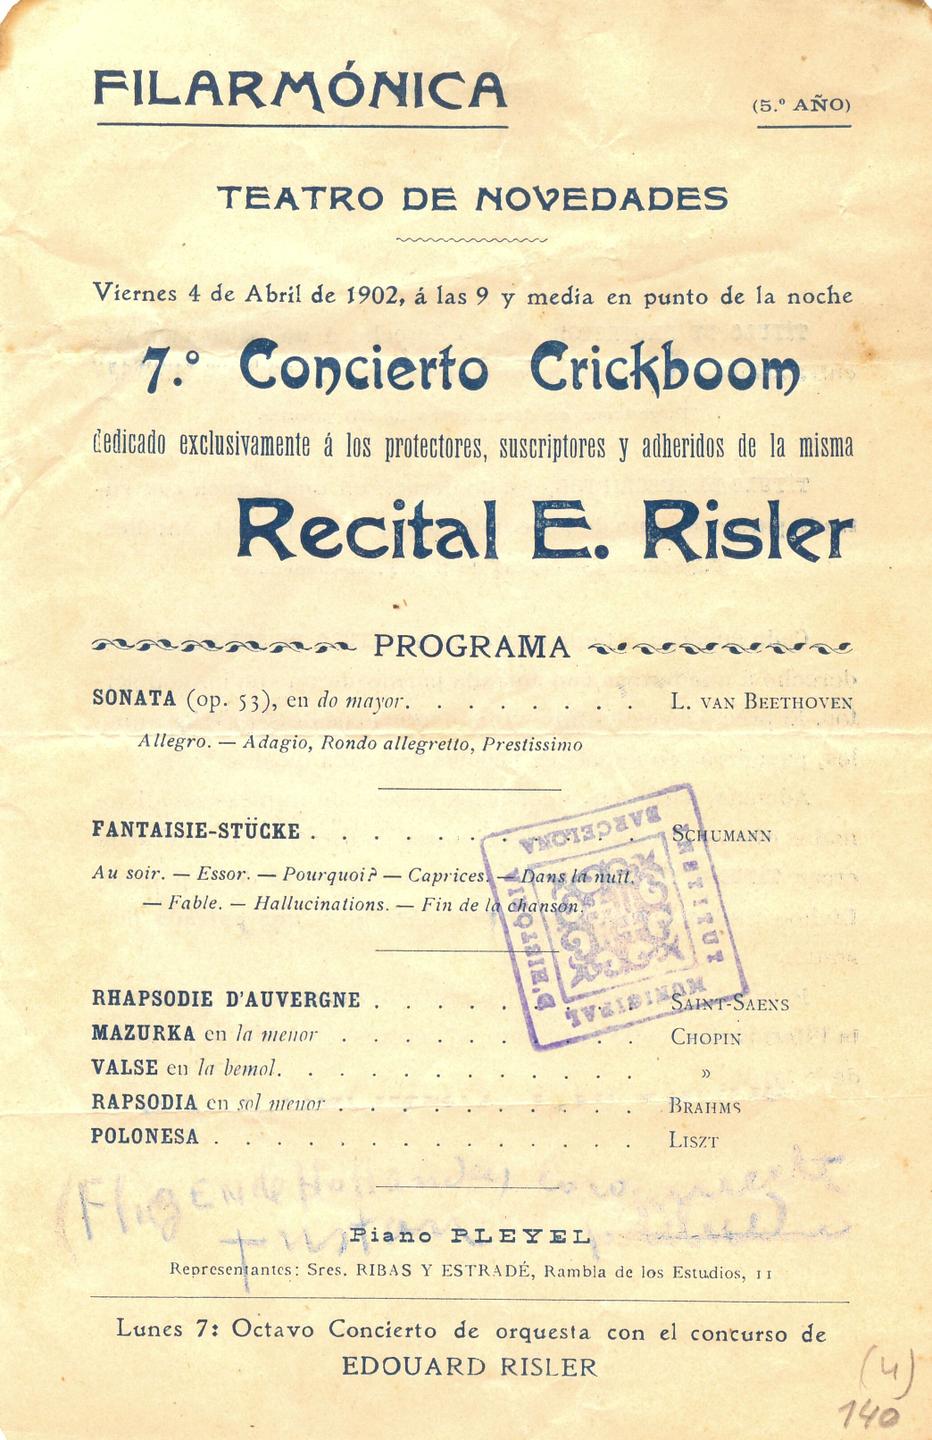 FILARMÓNICA
(5.º AÑO)
TEATRO DE NOVEDADES
Viernes 4 de Abril de 1902, á las 9 y media en punto de la noche
7.º Concierto Crickboom
dedicado exclusivamente á los protectores, suscriptores y adheridos de la misma
Recital E. Risler
PROGRAMA
SONATA (op. 53), en do mayor. . . . . . . . L. VAN BEETHOVEN
Allegro. — Adagio, Rondo allegretto, Prestissimo
FANTAISIE-STÜCKE . . . . . . . . . . . SCHUMANN
Au soir. — Essor. — Pourquoi? — Caprices. — Dans la nuit.
— Fable. — Hallucinations. — Fin de la chanson.
INSTITUT
MUNICIPAL
D'HISTÒRIA
BARCELONA
RHAPSODIE D'AUVERGNE . . . . . . . . . SAINT-SAENS
MAZURKA en la menor . . . . . . . . . . CHOPIN
VALSE en la bemol. . . . . . . . . . . . »
RAPSODIA en sol menor . . . . . . . . . . BRAHMS
POLONESA . . . . . . . . . . . . . . LISZT
Piano PLEYEL
Representantes: Sres. RIBAS Y ESTRADÉ, Rambla de los Estudios, 11
Lunes 7: Octavo Concierto de orquesta con el concurso de
EDOUARD RISLER
(4)
140